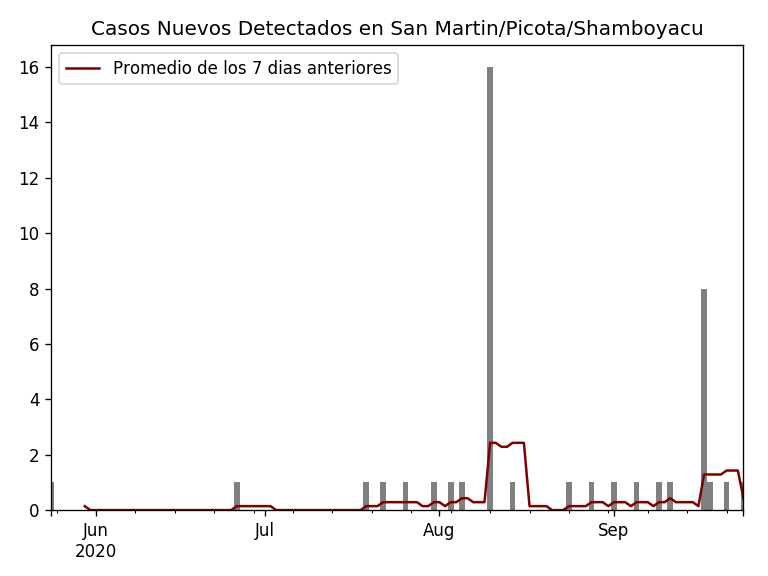 Casos Nuevos Detectados en San Martin/Picota/Shamboyacu
Promedio de los 7 dias anteriores
16
14
12
10
8
6
4
2
0
Jun
2020
Jul
Aug
Sep